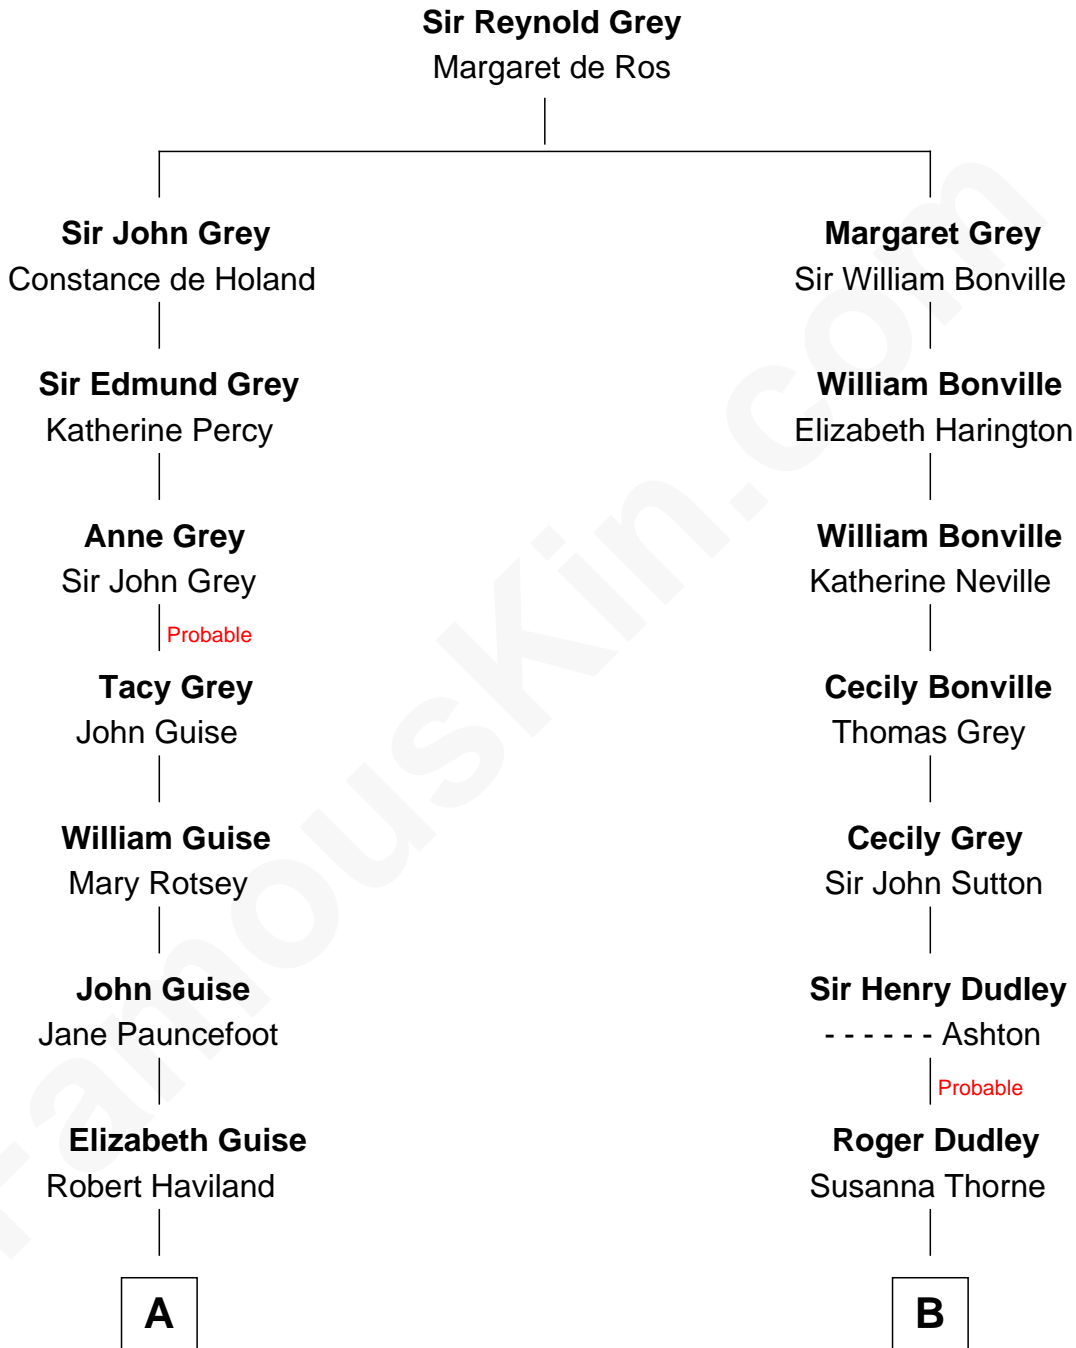 Sir Reynold Grey
Margaret de Ros
Sir John Grey
Constance de Holand
Margaret Grey
Sir William Bonville
Sir Edmund Grey
Katherine Percy
William Bonville
Elizabeth Harington
Anne Grey
Sir John Grey
William Bonville
Katherine Neville
Probable
Tacy Grey
John Guise
Cecily Bonville
Thomas Grey
William Guise
Mary Rotsey
Cecily Grey
Sir John Sutton
John Guise
Jane Pauncefoot
Sir Henry Dudley
- - - - - - Ashton
Probable
Elizabeth Guise
Robert Haviland
Roger Dudley
Susanna Thorne
A
B
FamousKin.com